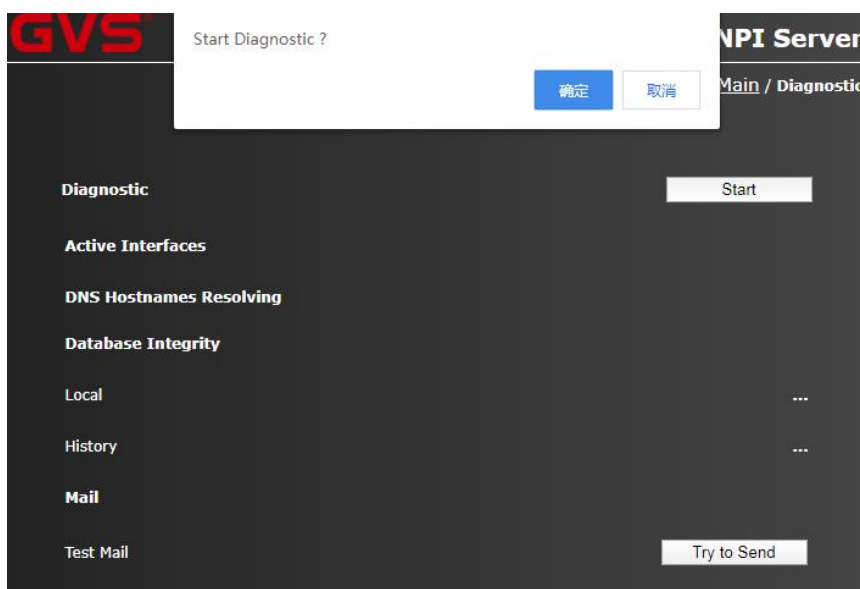 GVS
Start Diagnostic ?
NPI Server
确定
取消
Main / Diagnostic
Diagnostic
Start
Active Interfaces
DNS Hostnames Resolving
Database Integrity
Local
...
History
...
Mail
Test Mail
Try to Send